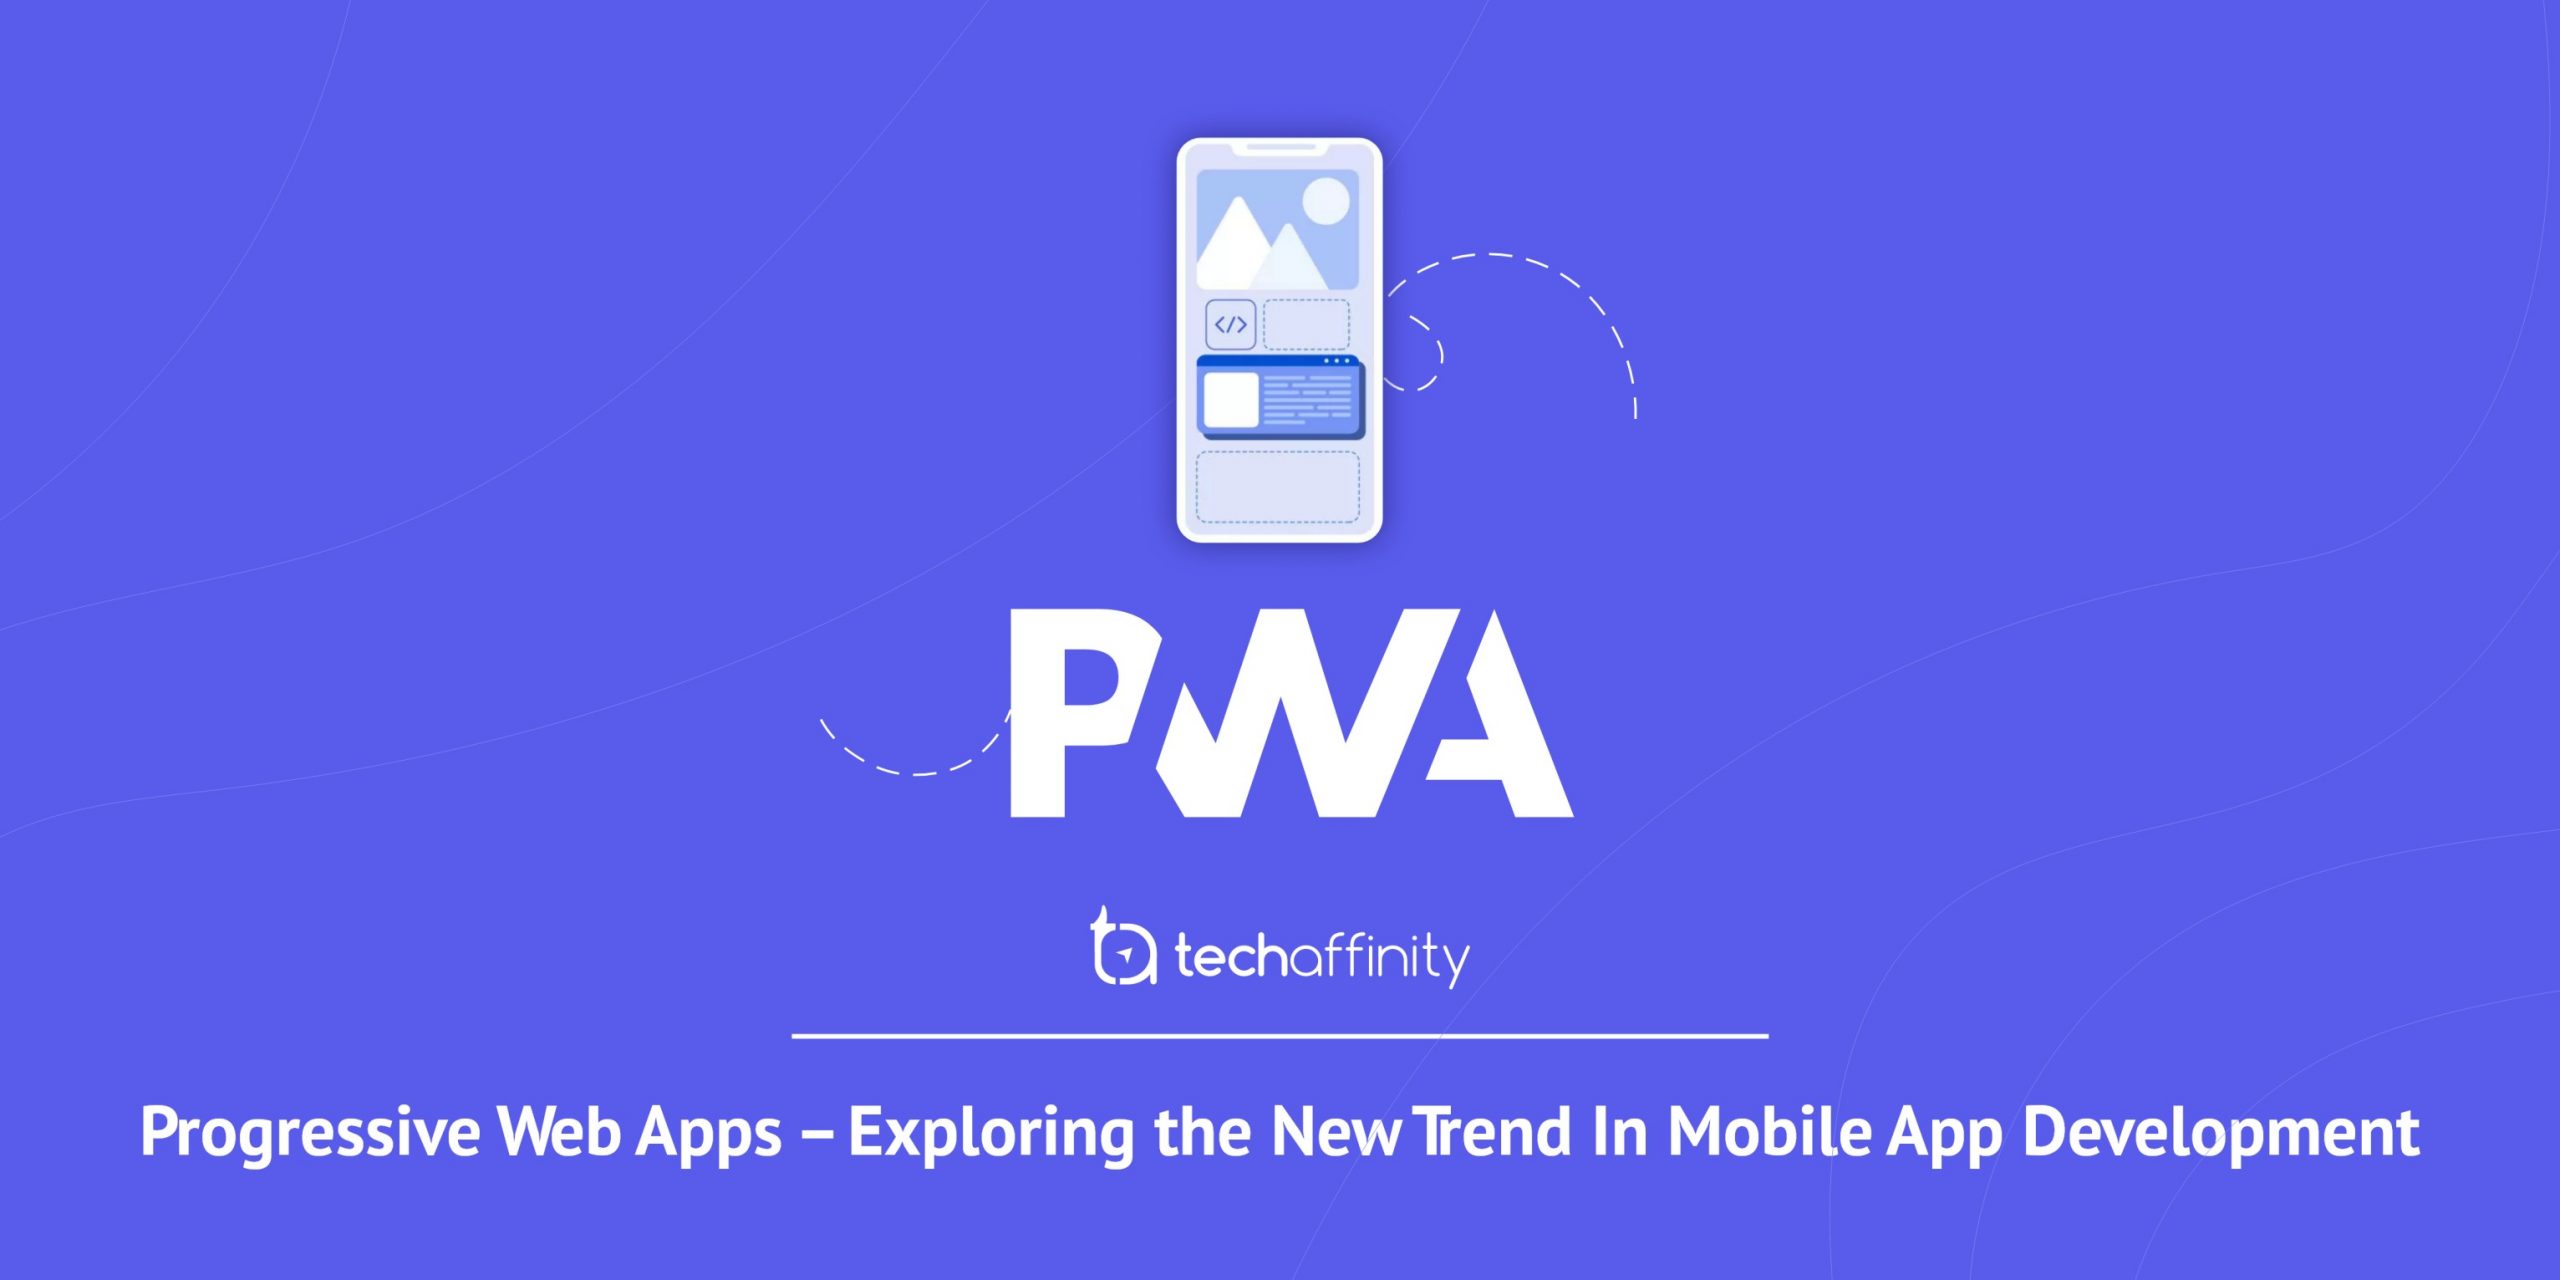 </>
PWA
techaffinity
Progressive Web Apps – Exploring the New Trend In Mobile App Development